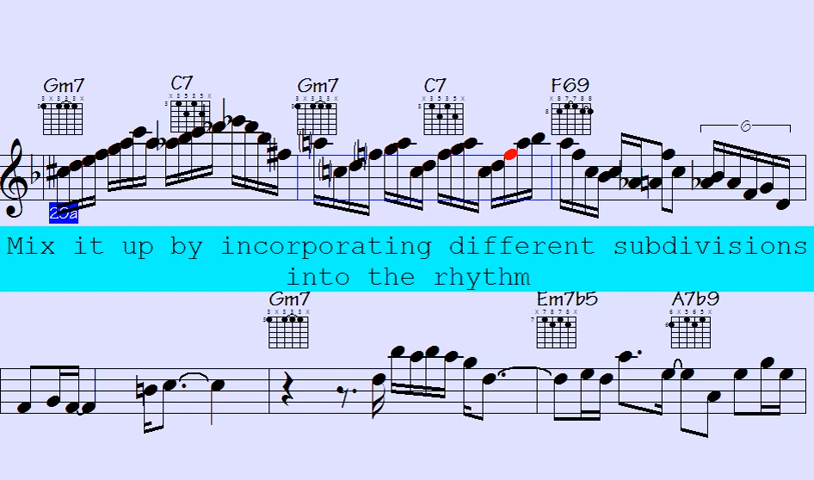 Gm7 C7 Gm7 C7 F69
6
29a
Mix it up by incorporating different subdivisions
into the rhythm
Gm7 Em7b5 A7b9